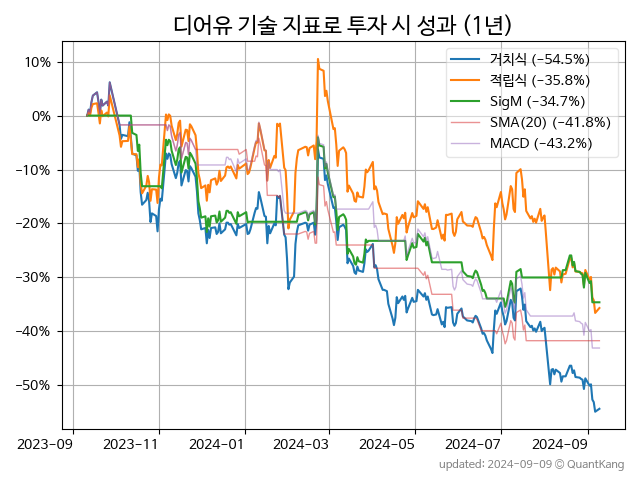 디어유 기술 지표로 투자 시 성과 (1년)
거치식 (−54.5%)
적립식 (−35.8%)
SigM (−34.7%)
SMA(20) (−41.8%)
MACD (−43.2%)
10%
0%
−10%
−20%
−30%
−40%
−50%
2023-09 2023-11 2024-01 2024-03 2024-05 2024-07 2024-09
updated: 2024-09-09 © QuantKang